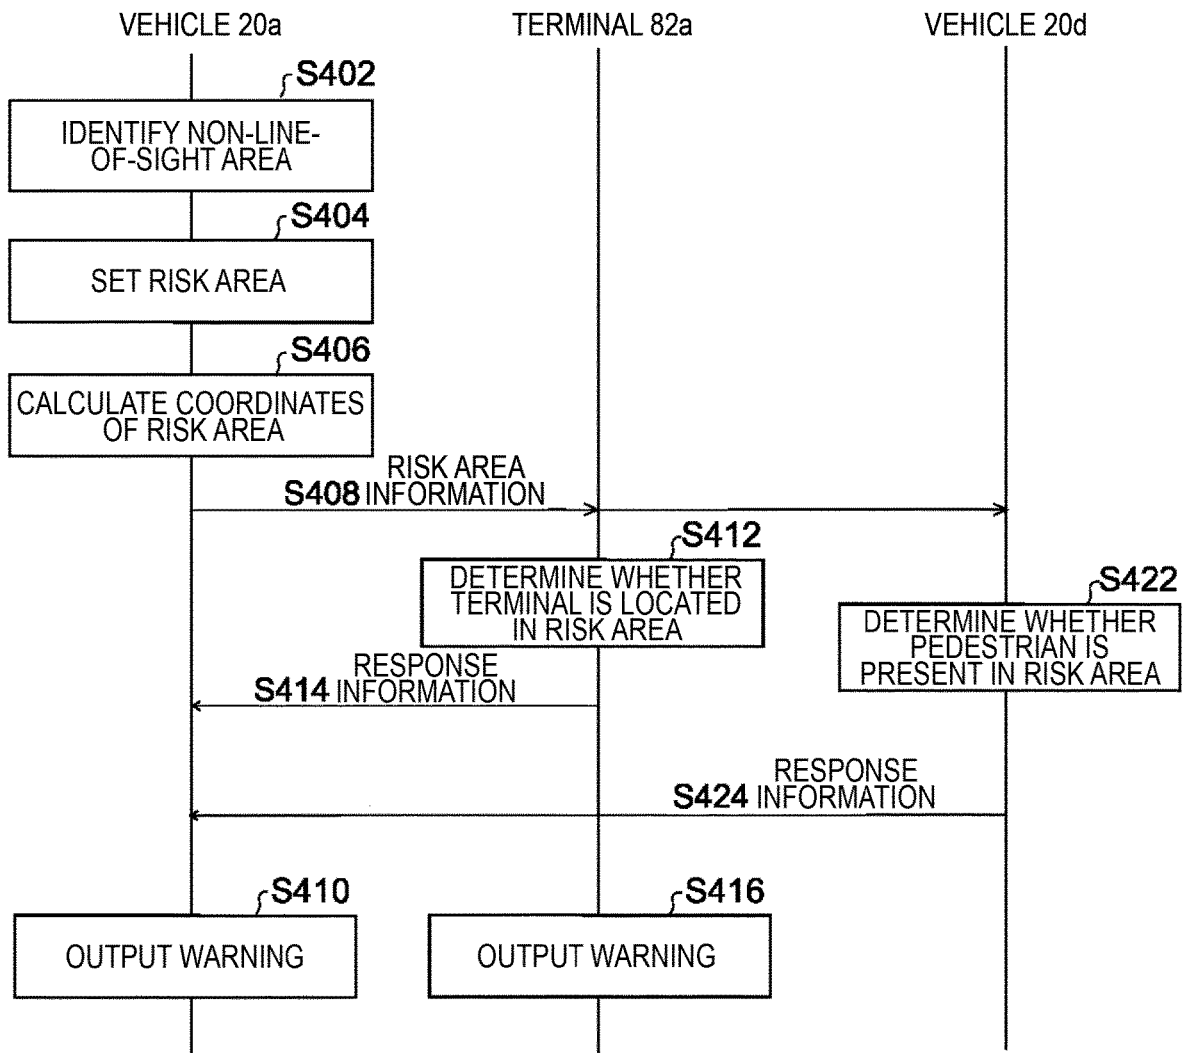 VEHICLE 20a
TERMINAL 82a
VEHICLE 20d
S402
IDENTIFY NON-LINE-
OF-SIGHT AREA
S404
SET RISK AREA
S406
CALCULATE COORDINATES
OF RISK AREA
RISK AREA
S408 INFORMATION
S412
DETERMINE WHETHER
TERMINAL IS LOCATED
IN RISK AREA
S422
DETERMINE WHETHER
PEDESTRIAN IS
PRESENT IN RISK AREA
RESPONSE
S414 INFORMATION
RESPONSE
S424 INFORMATION
S410
OUTPUT WARNING
S416
OUTPUT WARNING